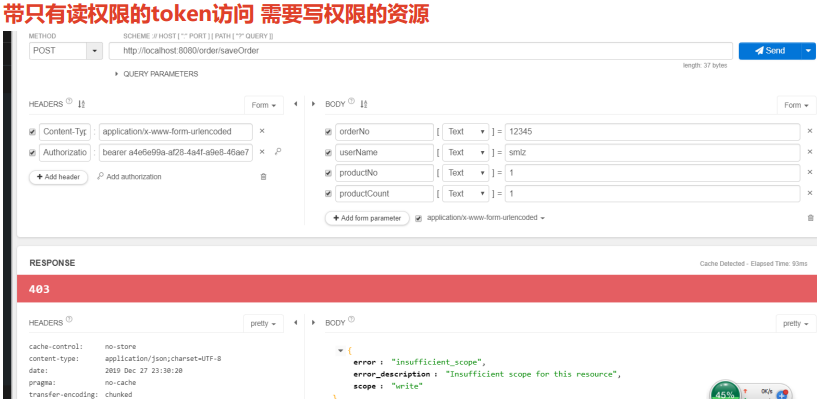 带只有读权限的token访问 需要写权限的资源
METHOD SCHEME :// HOST [ ":" PORT ] [ PATH [ "?" QUERY ]]
POST http://localhost:8080/order/saveOrder Send
length: 37 bytes
QUERY PARAMETERS
HEADERS Form BODY Form
Content-Typ : application/x-www-form-urlencoded × orderNo [ Text ] = 12345 ×
Authorizatio : bearer a4e6e99a-af28-4a4f-a9e8-46ae7 × userName [ Text ] = smlz ×
productNo [ Text ] = 1 ×
+ Add header Add authorization productCount [ Text ] = 1 ×
+ Add form parameter application/x-www-form-urlencoded
RESPONSE Cache Detected - Elapsed Time: 93ms
403
HEADERS pretty BODY pretty
cache-control: no-store {
content-type: application/json;charset=UTF-8 error : "insufficient_scope",
date: 2019 Dec 27 23:30:20 error_description : "Insufficient scope for this resource",
pragma: no-cache scope : "write"
transfer-encoding: chunked }
45% 0K/s